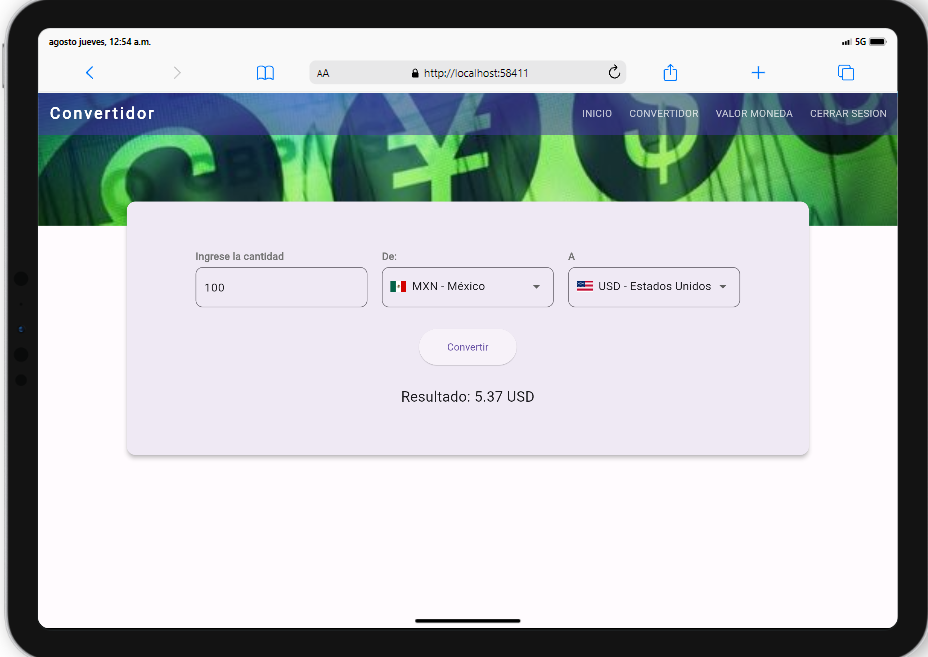 agosto jueves, 12:54 a.m.
5G
AA
http://localhost:58411
Convertidor
INICIO CONVERTIDOR VALOR MONEDA CERRAR SESION
GBP
Ingrese la cantidad De: A
100 MXN - México USD - Estados Unidos
Convertir
Resultado: 5.37 USD